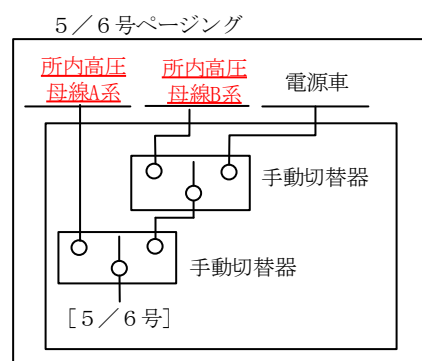 5/6号ページング
所内高圧
母線A系
所内高圧
母線B系
電源車
手動切替器
手動切替器
[5/6号]